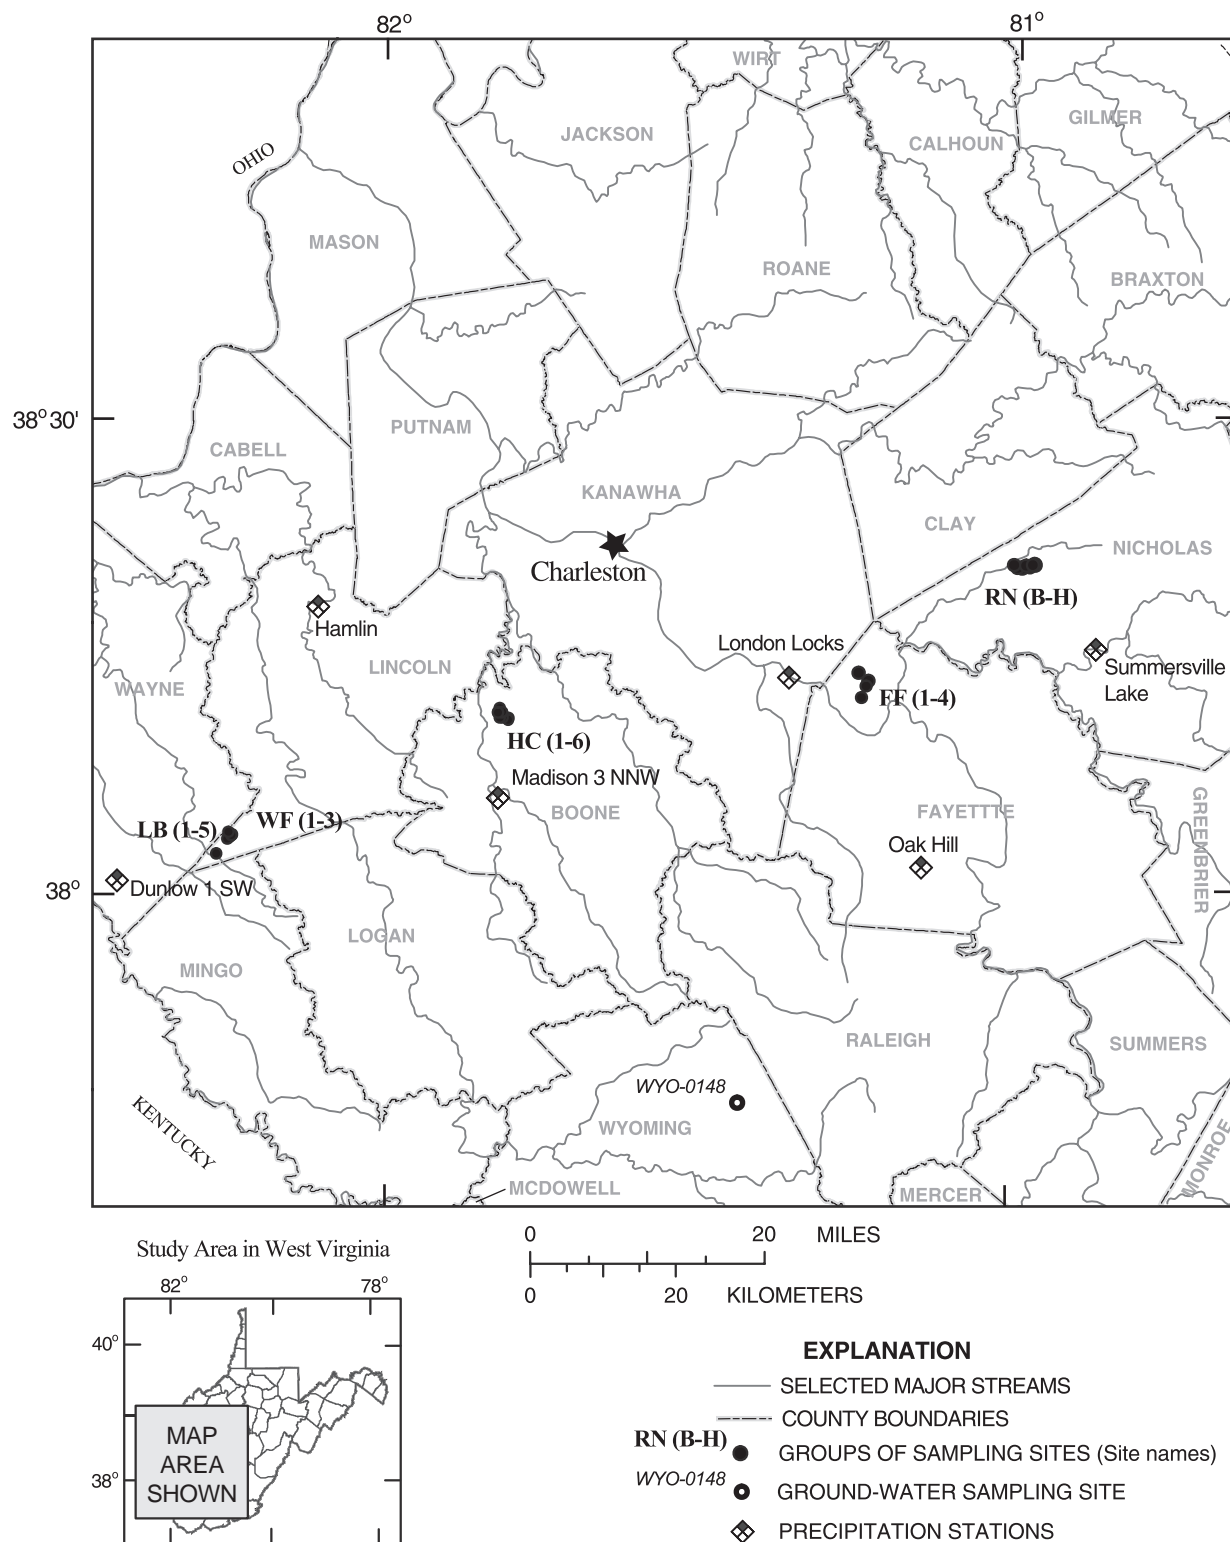 82° 81°
WIRT
GILMER
JACKSON
CALHOUN
OHIO
MASON
ROANE
BRAXTON
38°30'
PUTNAM
CABELL
KANAWHA
CLAY
NICHOLAS
Charleston
RN (B-H)
Hamlin
London Locks
LINCOLN
Summersville
Lake
WAYNE
FF (1-4)
HC (1-6)
Madison 3 NNW
BOONE
FAYETTTE
GREENBRIER
LB (1-5) WF (1-3)
Oak Hill
38°
Dunlow 1 SW
LOGAN
MINGO
RALEIGH
SUMMERS
WYO-0148
KENTUCKY
WYOMING
MONROE
MCDOWELL
MERCER
0 20 MILES
0 20 KILOMETERS
Study Area in West Virginia
82° 78°
40°
38°
MAP
AREA
SHOWN
EXPLANATION
SELECTED MAJOR STREAMS
COUNTY BOUNDARIES
RN (B-H) GROUPS OF SAMPLING SITES (Site names)
WYO-0148 GROUND-WATER SAMPLING SITE
PRECIPITATION STATIONS